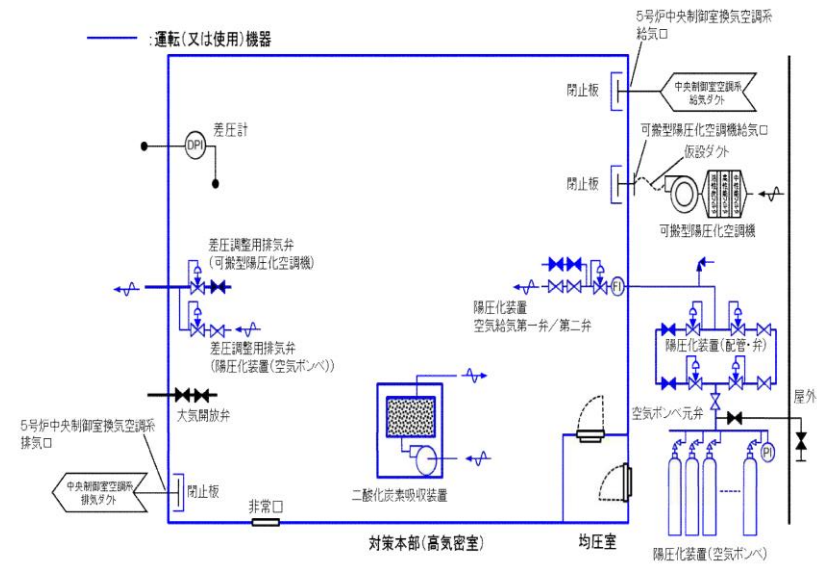 :運転(又は使用)機器
5号炉中央制御室換気空調系
給気口
閉止板
中央制御室空調系
給気ダクト
差圧計
DPI
可搬型陽圧化空調機給気口
仮設ダクト
閉止板
可搬型陽圧化空調機
差圧調整用排気弁
(可搬型陽圧化空調機)
陽圧化装置
空気給気第一弁/第二弁
FI
差圧調整用排気弁
(陽圧化装置(空気ボンベ))
陽圧化装置(配管・弁)
大気開放弁
空気ボンベ元弁
屋外
5号炉中央制御室換気空調系
排気口
PI
中央制御室空調系
排気ダクト
閉止板
二酸化炭素吸収装置
非常口
対策本部(高気密室)
均圧室
陽圧化装置(空気ボンベ)